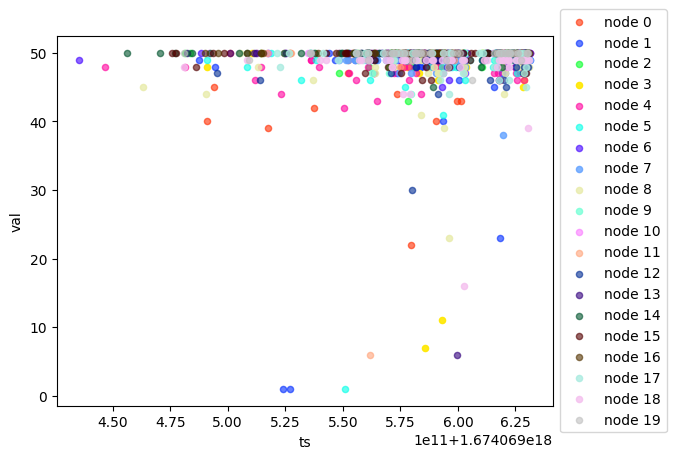 50
40
30
20
10
0
val
4.50 4.75 5.00 5.25 5.50 5.75 6.00 6.25
ts
1e11+1.674069e18
node 0
node 1
node 2
node 3
node 4
node 5
node 6
node 7
node 8
node 9
node 10
node 11
node 12
node 13
node 14
node 15
node 16
node 17
node 18
node 19